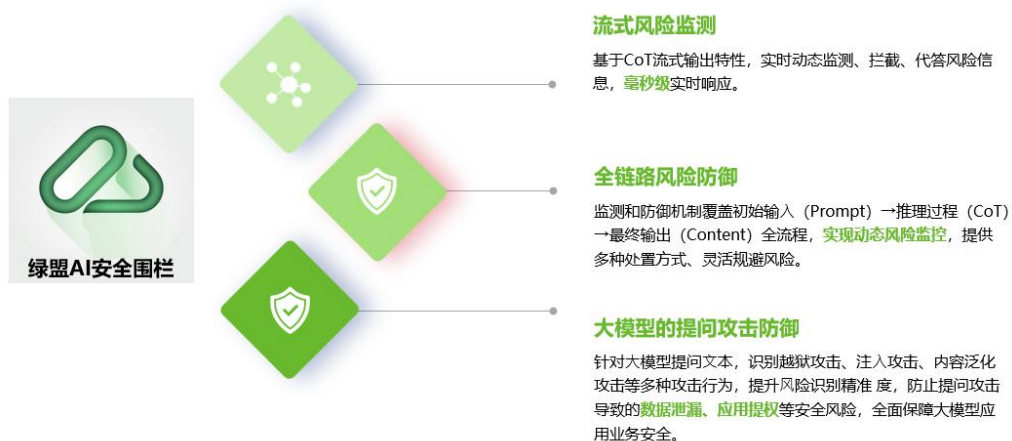 绿盟AI安全围栏
流式风险监测
基于CoT流式输出特性，实时动态监测、拦截、代答风险信
息，毫秒级实时响应。
全链路风险防御
监测和防御机制覆盖初始输入（Prompt）→推理过程（CoT）
→最终输出（Content）全流程，实现动态风险监控，提供
多种处置方式、灵活规避风险。
大模型的提问攻击防御
针对大模型提问文本，识别越狱攻击、注入攻击、内容泛化
攻击等多种攻击行为，提升风险识别精准 度，防止提问攻击
导致的数据泄漏、应用提权等安全风险，全面保障大模型应
用业务安全。